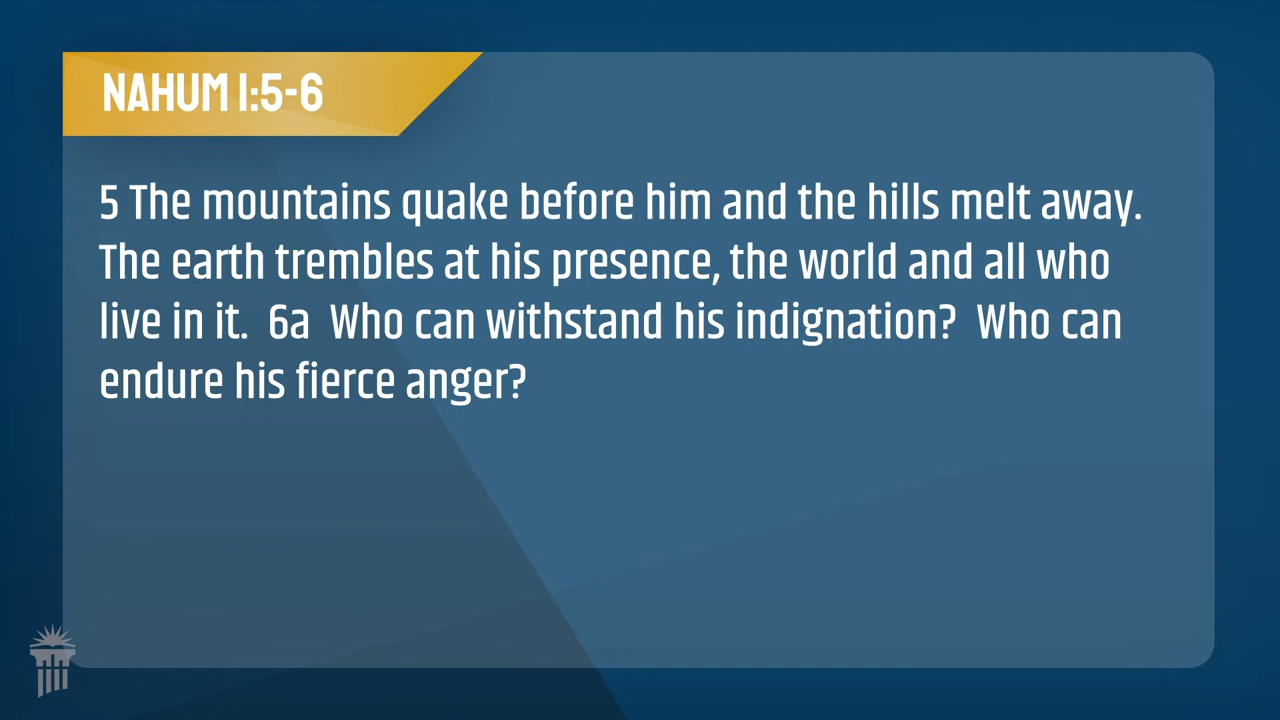 NAHUM 1:5-6
5 The mountains quake before him and the hills melt away.
The earth trembles at his presence, the world and all who
live in it.  6a  Who can withstand his indignation?  Who can
endure his fierce anger?